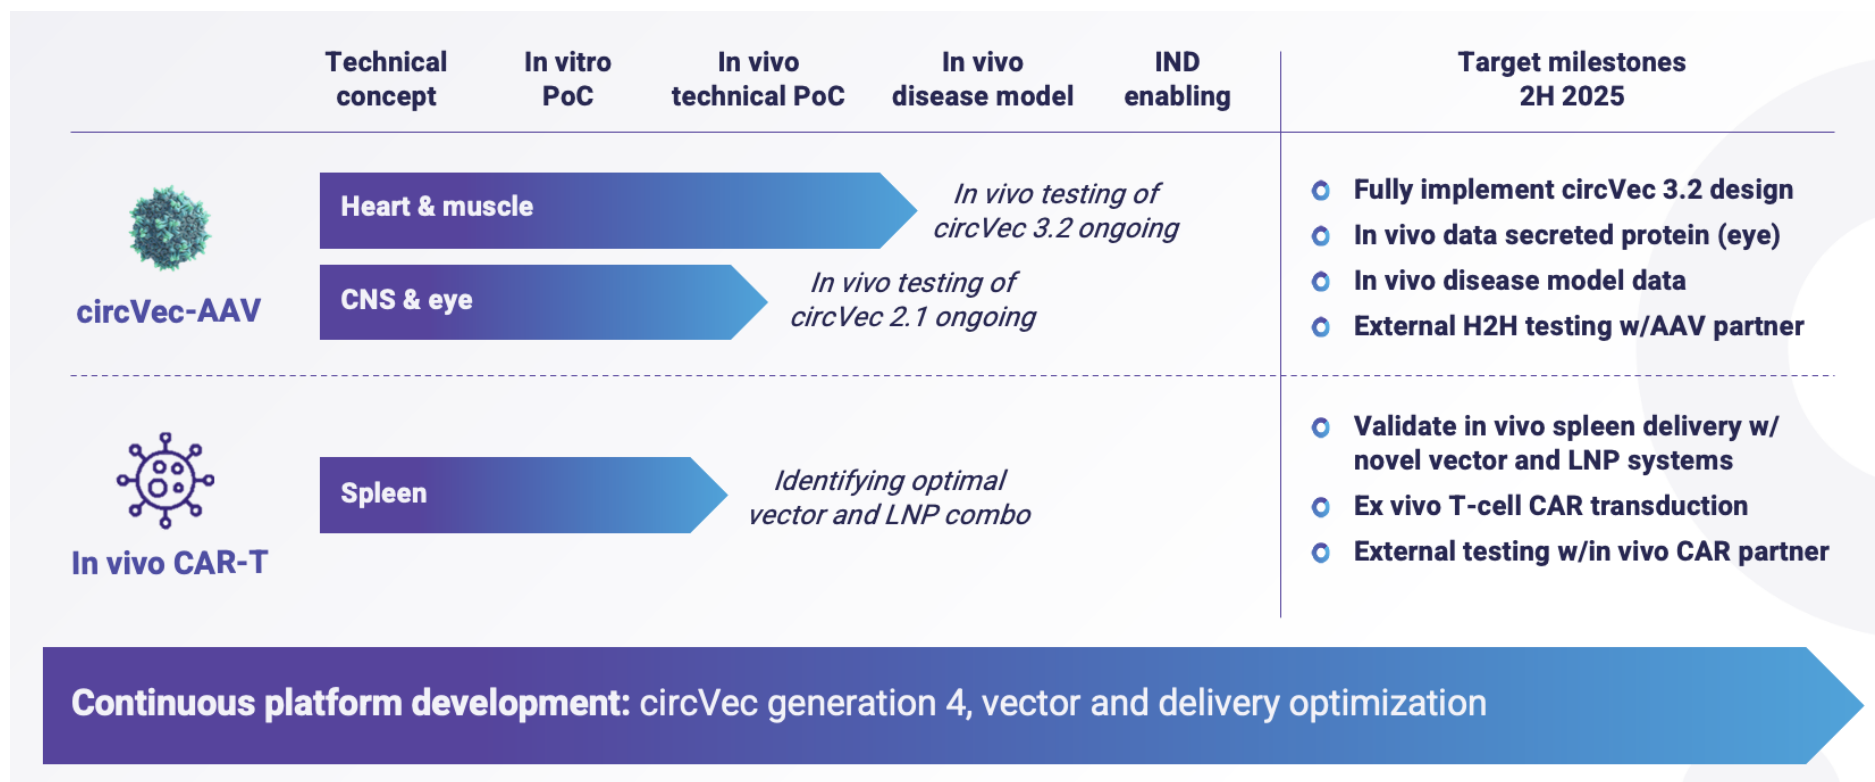 Technical
concept
In vitro
PoC
In vivo
technical PoC
In vivo
disease model
IND
enabling
Target milestones
2H 2025
circVec-AAV
Heart & muscle
In vivo testing of
circVec 3.2 ongoing
CNS & eye
In vivo testing of
circVec 2.1 ongoing
Fully implement circVec 3.2 design
In vivo data secreted protein (eye)
In vivo disease model data
External H2H testing w/AAV partner
In vivo CAR-T
Spleen
Identifying optimal
vector and LNP combo
Validate in vivo spleen delivery w/
novel vector and LNP systems
Ex vivo T-cell CAR transduction
External testing w/in vivo CAR partner
Continuous platform development: circVec generation 4, vector and delivery optimization